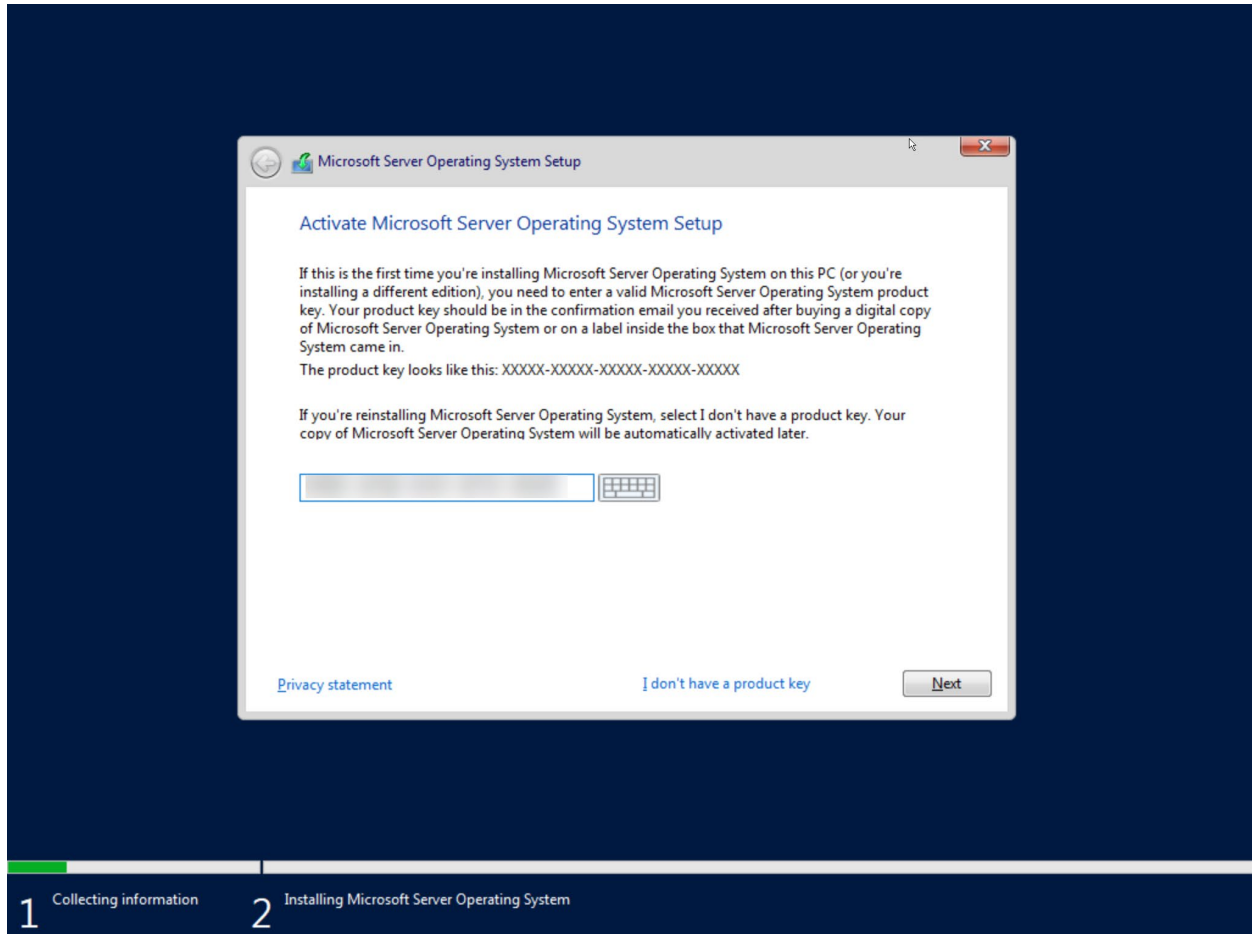 Microsoft Server Operating System Setup
Activate Microsoft Server Operating System Setup
If this is the first time you're installing Microsoft Server Operating System on this PC (or you're
installing a different edition), you need to enter a valid Microsoft Server Operating System product
key. Your product key should be in the confirmation email you received after buying a digital copy
of Microsoft Server Operating System or on a label inside the box that Microsoft Server Operating
System came in.
The product key looks like this: XXXXX-XXXXX-XXXXX-XXXXX-XXXXX
If you're reinstalling Microsoft Server Operating System, select I don't have a product key. Your
copy of Microsoft Server Operating System will be automatically activated later.
Privacy statement
I don't have a product key
Next
1 Collecting information
2 Installing Microsoft Server Operating System